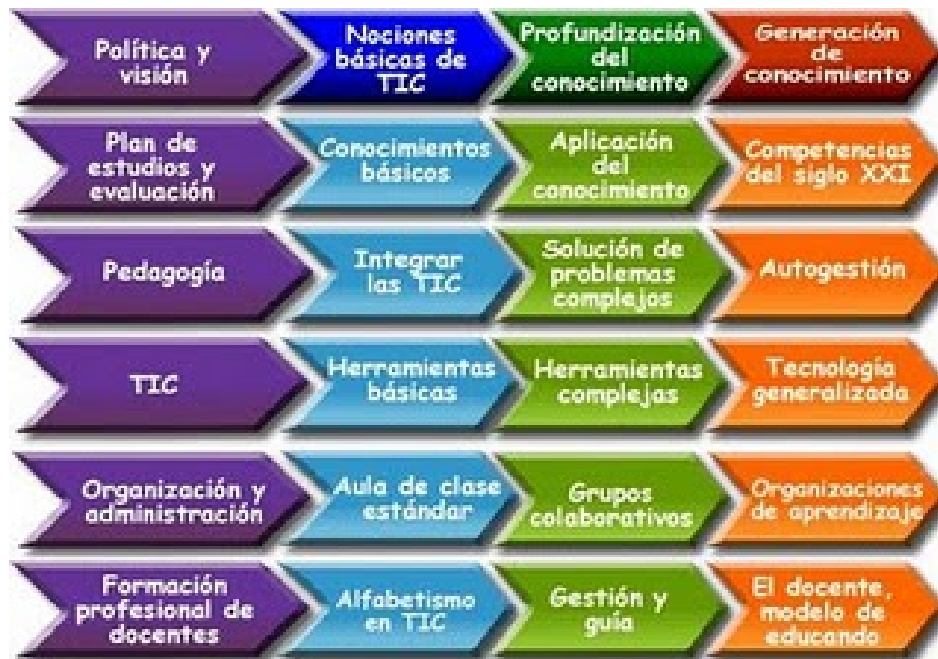 Política y
visión
Nociones
básicas de
TIC
Profundización
del
conocimiento
Generación
de
conocimiento
Plan de
estudios y
evaluación
Conocimientos
básicos
Aplicación
del
conocimiento
Competencias
del siglo XXI
Pedagogía
Integrar
las TIC
Solución de
problemas
complejos
Autogestión
TIC
Herramientas
básicas
Herramientas
complejas
Tecnología
generalizada
Organización y
administración
Aula de clase
estándar
Grupos
colaborativos
Organizaciones
de aprendizaje
Formación
profesional de
docentes
Alfabetismo
en TIC
Gestión y
guía
El docente,
modelo de
educando